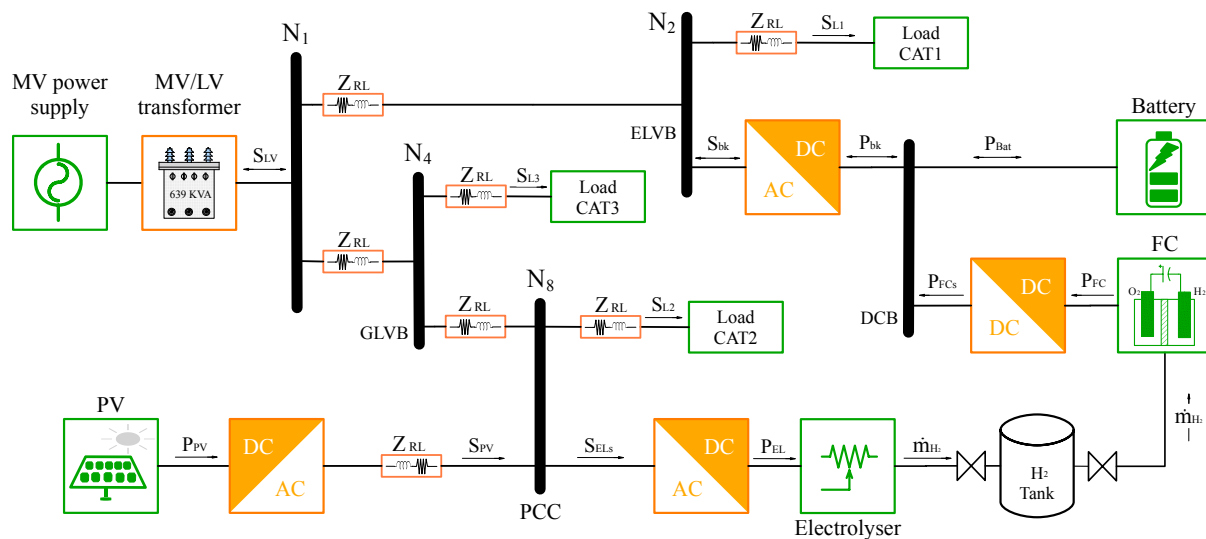 N1
N2
ZRL
SL1
Load
CAT1
MV power
supply
MV/LV
transformer
ZRL
Battery
ELVB
SLV
N4
Sbk
DC
AC
Pbk
PBat
639 KVA
ZRL
SL3
Load
CAT3
FC
ZRL
PFCs
DC
DC
PFC
O2
H2
N8
DCB
GLVB
ZRL
ZRL
SL2
Load
CAT2
ṁH2
PV
PPV
DC
AC
ZRL
SPV
SELs
DC
AC
PEL
ṁH2
H2
Tank
PCC
Electrolyser